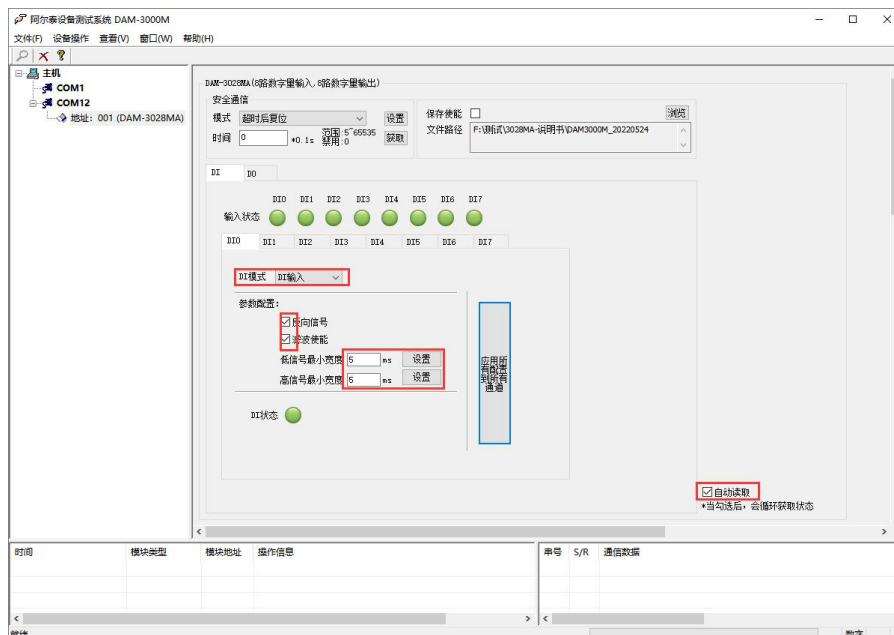 阿尔泰设备测试系统 DAM-3000M
文件(F) 设备操作 查看(V) 窗口(W) 帮助(H)
主机
COM1
COM12
地址：001 (DAM-3028MA)
DAM-3028MA(8路数字量输入,8路数字量输出)
安全通信
模式 超时后复位 设置
时间 0 *0.1s 范围:5~65535 禁用:0 获取
保存使能 浏览
文件路径 F:\测试\3028MA-说明书\DAM3000M_20220524
DI DO
DI0 DI1 DI2 DI3 DI4 DI5 DI6 DI7
输入状态
DI0 DI1 DI2 DI3 DI4 DI5 DI6 DI7
DI模式 DI输入
参数配置:
反向信号
滤波使能
低信号最小宽度 5 ms 设置
高信号最小宽度 5 ms 设置
应用所
有配置
到所有
通道
DI状态
自动读取
*当勾选后，会循环获取状态
时间 模块类型 模块地址 操作信息
串号 S/R 通信数据
就绪 数字